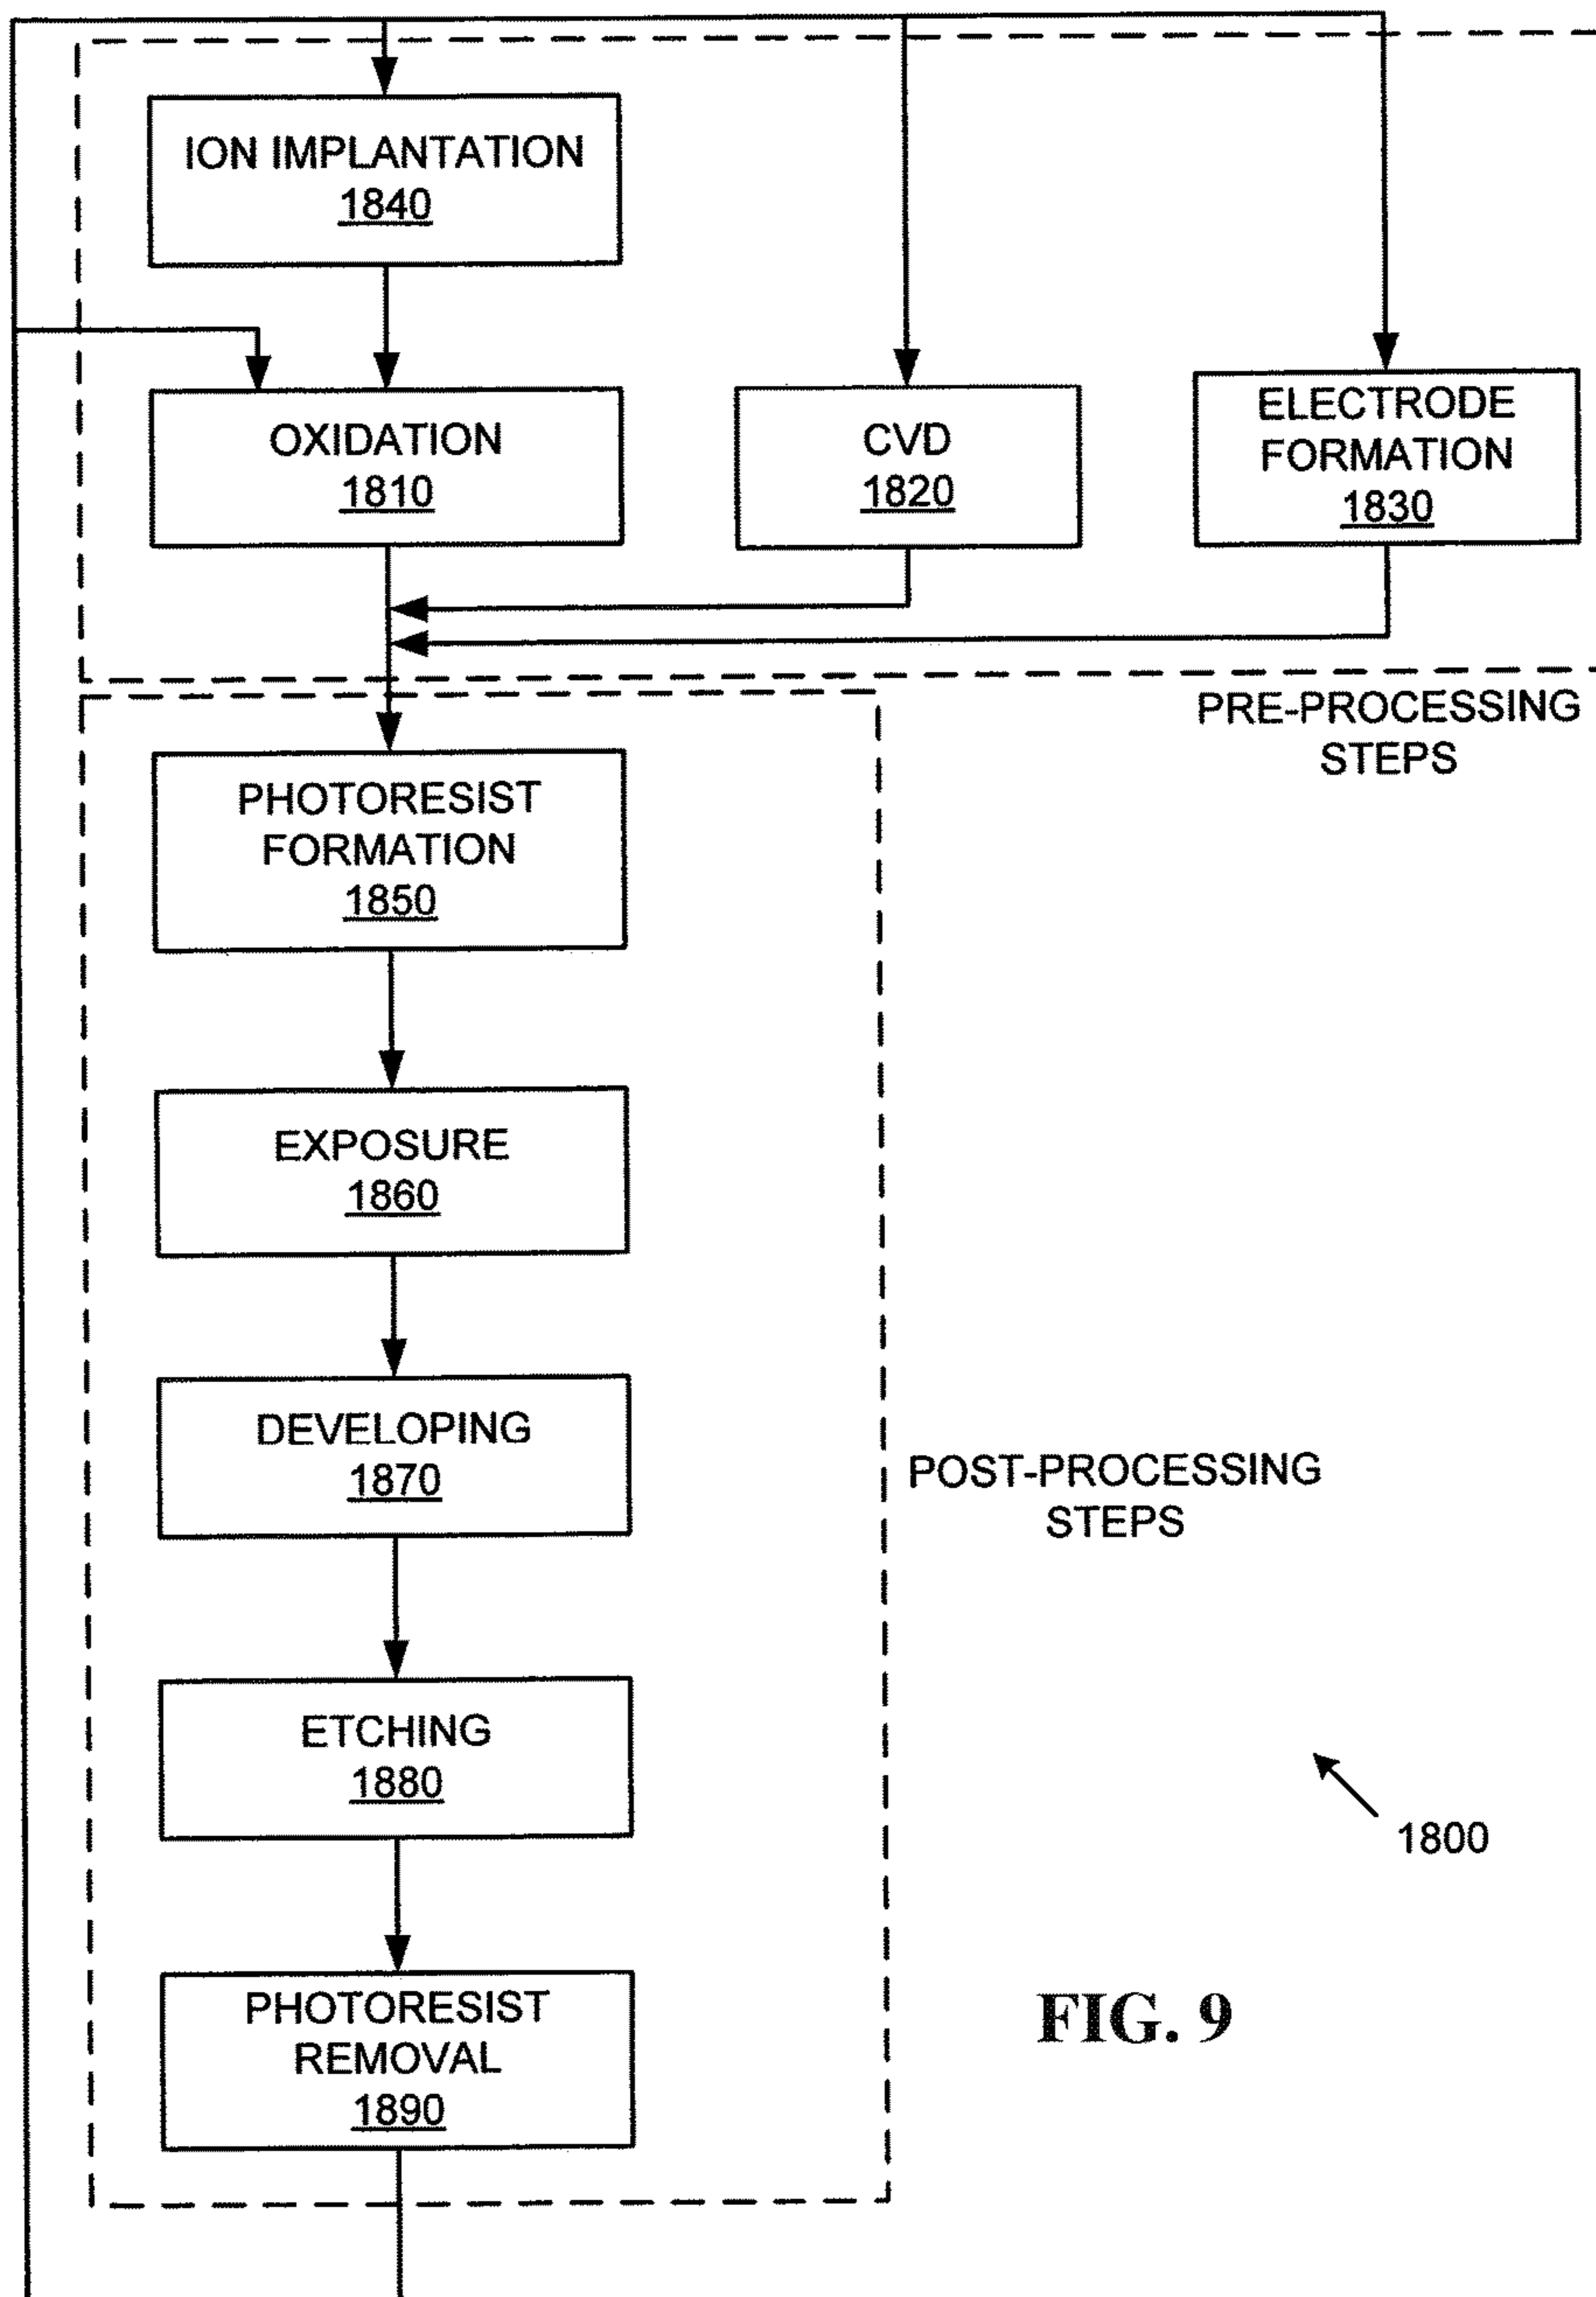 ION IMPLANTATION
1840
OXIDATION
1810
CVD
1820
ELECTRODE
FORMATION
1830
PRE-PROCESSING
STEPS
PHOTORESIST
FORMATION
1850
EXPOSURE
1860
DEVELOPING
1870
POST-PROCESSING
STEPS
ETCHING
1880
1800
PHOTORESIST
REMOVAL
1890
FIG. 9